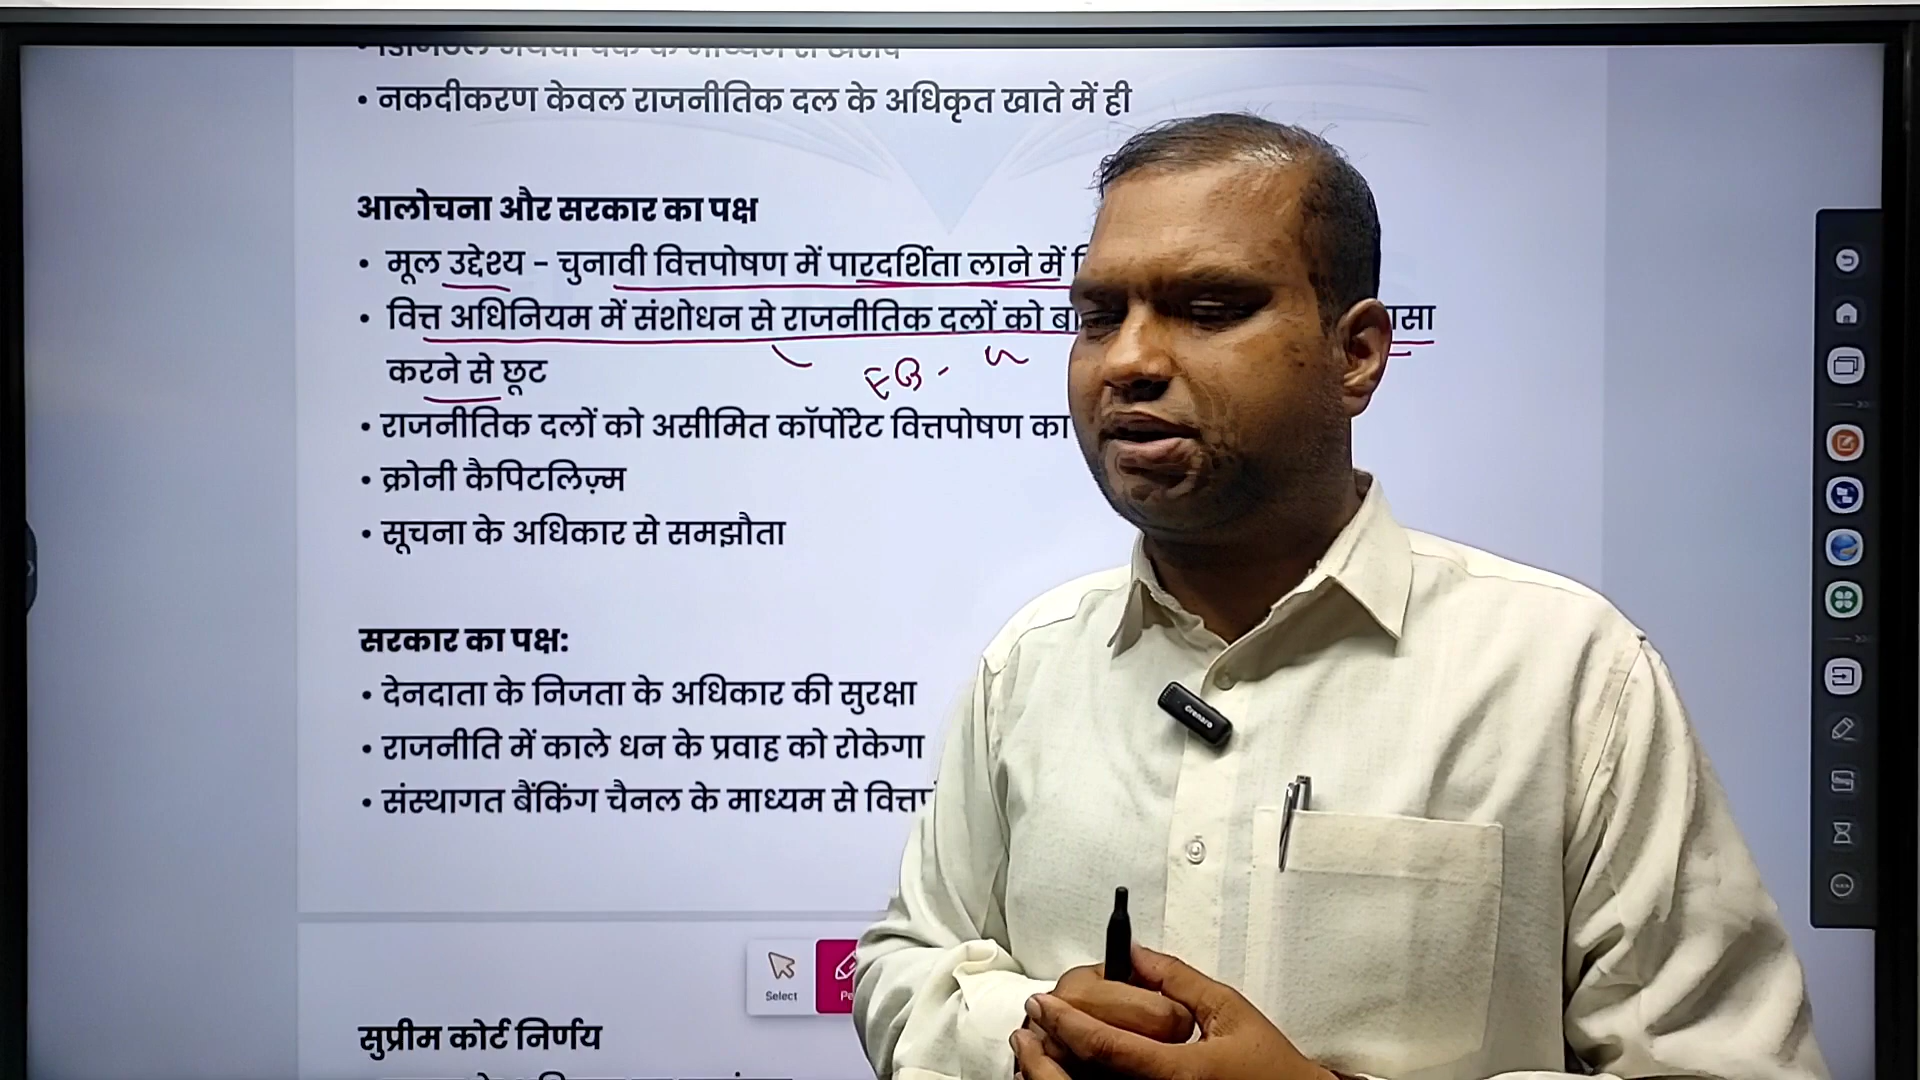 • नकदीकरण केवल राजनीतिक दल के अधिकृत खाते में ही
आलोचना और सरकार का पक्ष
• मूल उद्देश्य – चुनावी वित्तपोषण में पारदर्शिता लाने में
• वित्त अधिनियम में संशोधन से राजनीतिक दलों को
करने से छूट
EB -
• राजनीतिक दलों को असीमित कॉर्पोरेट वित्तपोषण का
• क्रोनी कैपिटलिज़्म
• सूचना के अधिकार से समझौता
सरकार का पक्ष:
• देनदाता के निजता के अधिकार की सुरक्षा
• राजनीति में काले धन के प्रवाह को रोकेगा
• संस्थागत बैंकिंग चैनल के माध्यम से
Select
सुप्रीम कोर्ट निर्णय